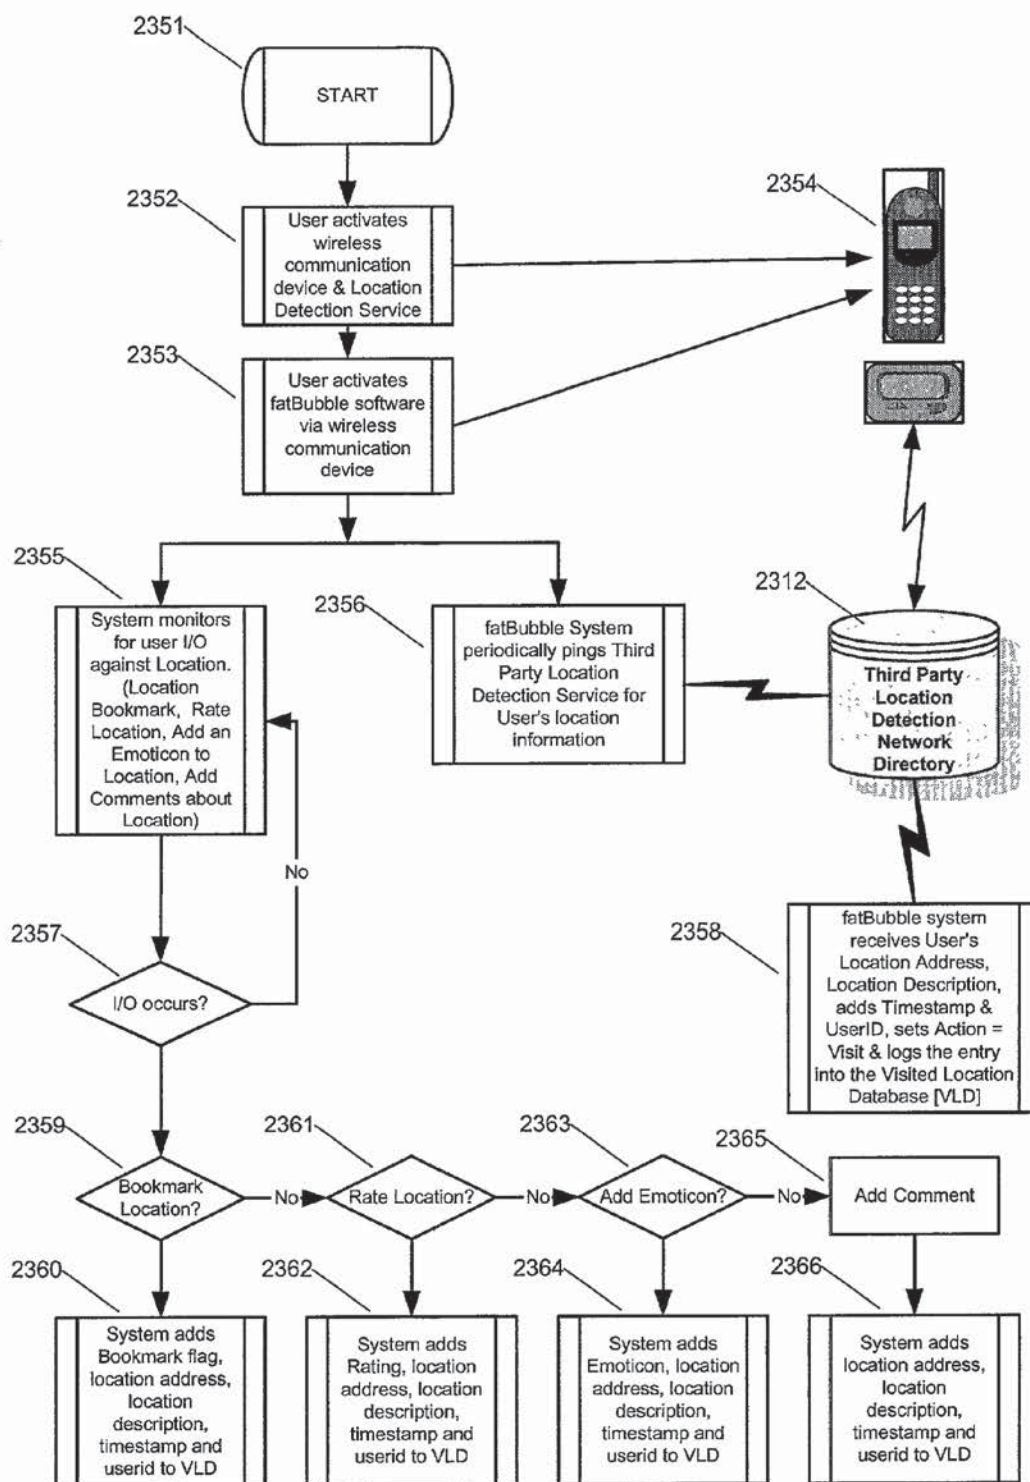 2351
START
2352
User activates
wireless
communication
device & Location
Detection Service
2354
2353
User activates
fatBubble software
via wireless
communication
device
2355
System monitors
for user I/O
against Location.
(Location
Bookmark, Rate
Location, Add an
Emoticon to
Location, Add
Comments about
Location)
2356
fatBubble System
periodically pings Third
Party Location
Detection Service for
User's location
information
2312
Third Party
Location
Detection
Network
Directory
No
2357
I/O occurs?
2358
fatBubble system
receives User's
Location Address,
Location Description,
adds Timestamp &
UserID, sets Action =
Visit & logs the entry
into the Visited Location
Database [VLD]
2359
Bookmark
Location?
No
2361
Rate Location?
No
2363
Add Emoticon?
No
2365
Add Comment
2360
System adds
Bookmark flag,
location address,
location
description,
timestamp and
userid to VLD
2362
System adds
Rating, location
address, location
description,
timestamp and
userid to VLD
2364
System adds
Emoticon, location
address, location
description,
timestamp and
userid to VLD
2366
System adds
location address,
location
description,
timestamp and
userid to VLD